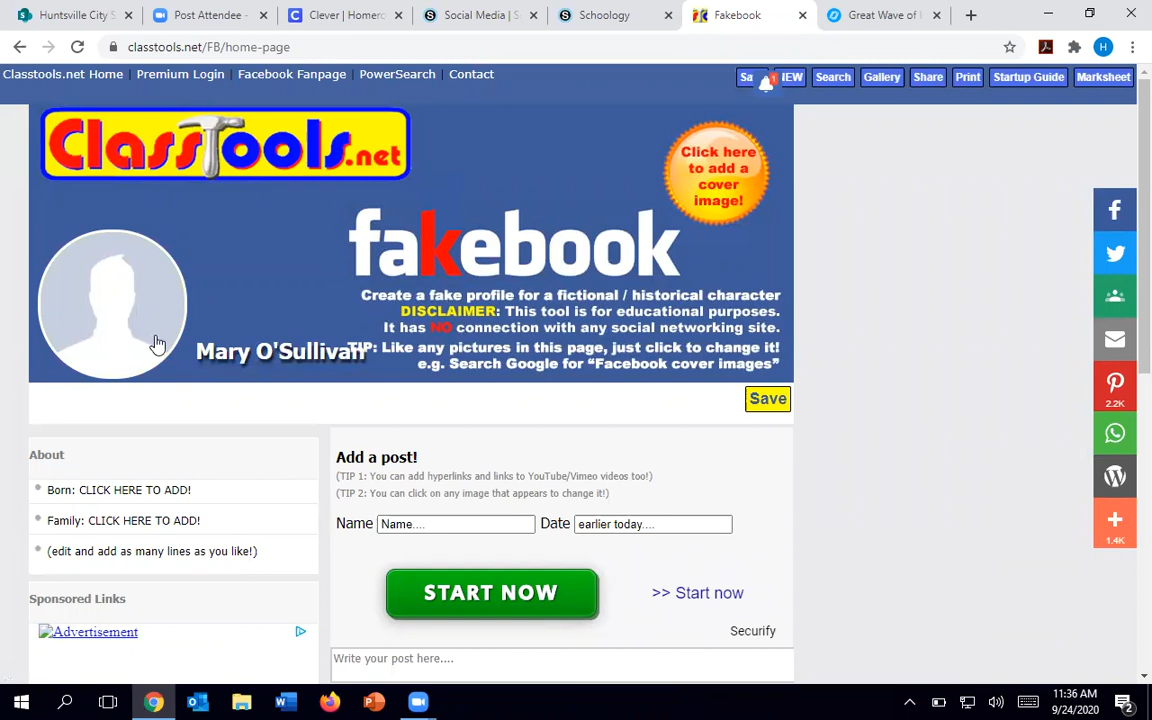 Huntsville City S
Post Attendee -
Clever | Homero
Social Media | S
Schoology
Fakebook
Great Wave of
classtools.net/FB/home-page
H
Classtools.net Home | Premium Login | Facebook Fanpage | PowerSearch | Contact
Sa
1
NEW
Search
Gallery
Share
Print
Startup Guide
Marksheet
ClassTools.net
Click here
to add a
cover
image!
fakebook
Create a fake profile for a fictional / historical character
DISCLAIMER: This tool is for educational purposes.
It has NO connection with any social networking site.
TIP: Like any pictures in this page, just click to change it!
e.g. Search Google for “Facebook cover images”
Mary O'Sullivan
Save
About
Born: CLICK HERE TO ADD!
Family: CLICK HERE TO ADD!
(edit and add as many lines as you like!)
Sponsored Links
Advertisement
Add a post!
(TIP 1: You can add hyperlinks and links to YouTube/Vimeo videos too!)
(TIP 2: You can click on any image that appears to change it!)
Name Name.... Date earlier today....
START NOW
>> Start now
Securify
Write your post here....
2.2K
1.4K
11:36 AM
9/24/2020
2